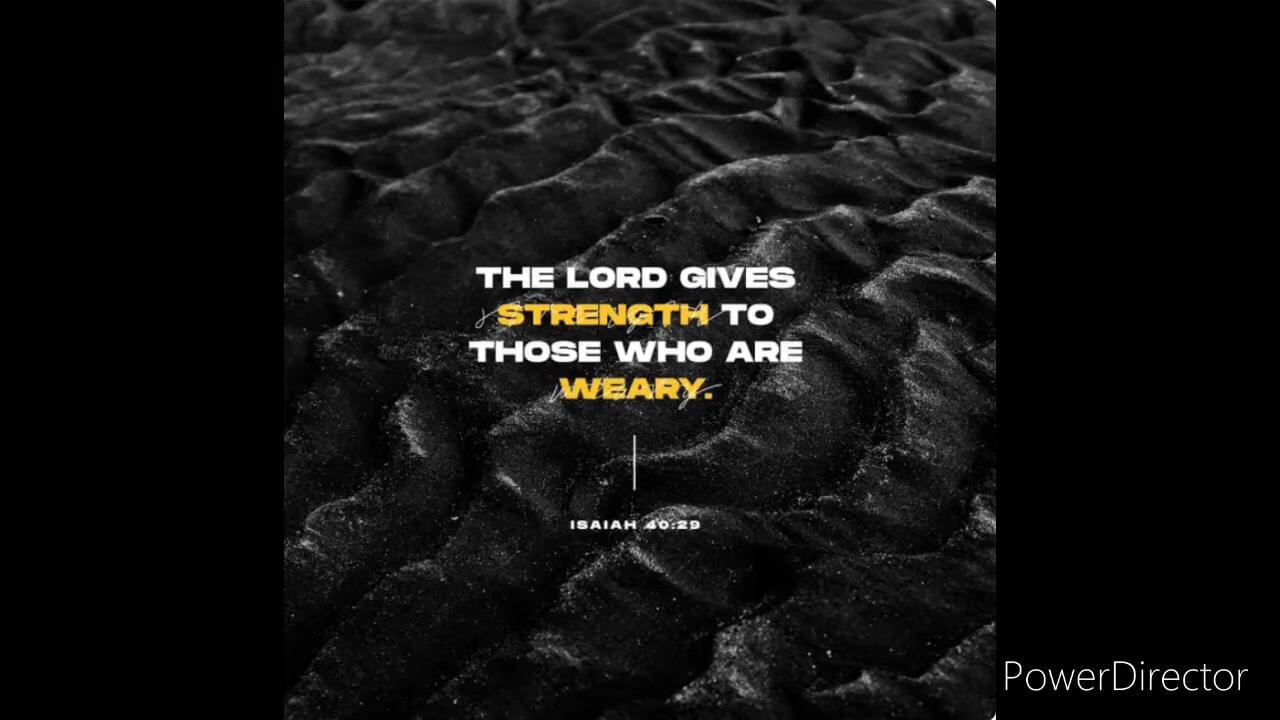 THE LORD GIVES
STRENGTH TO
THOSE WHO ARE
WEARY.
ISAIAH 40:29
PowerDirector